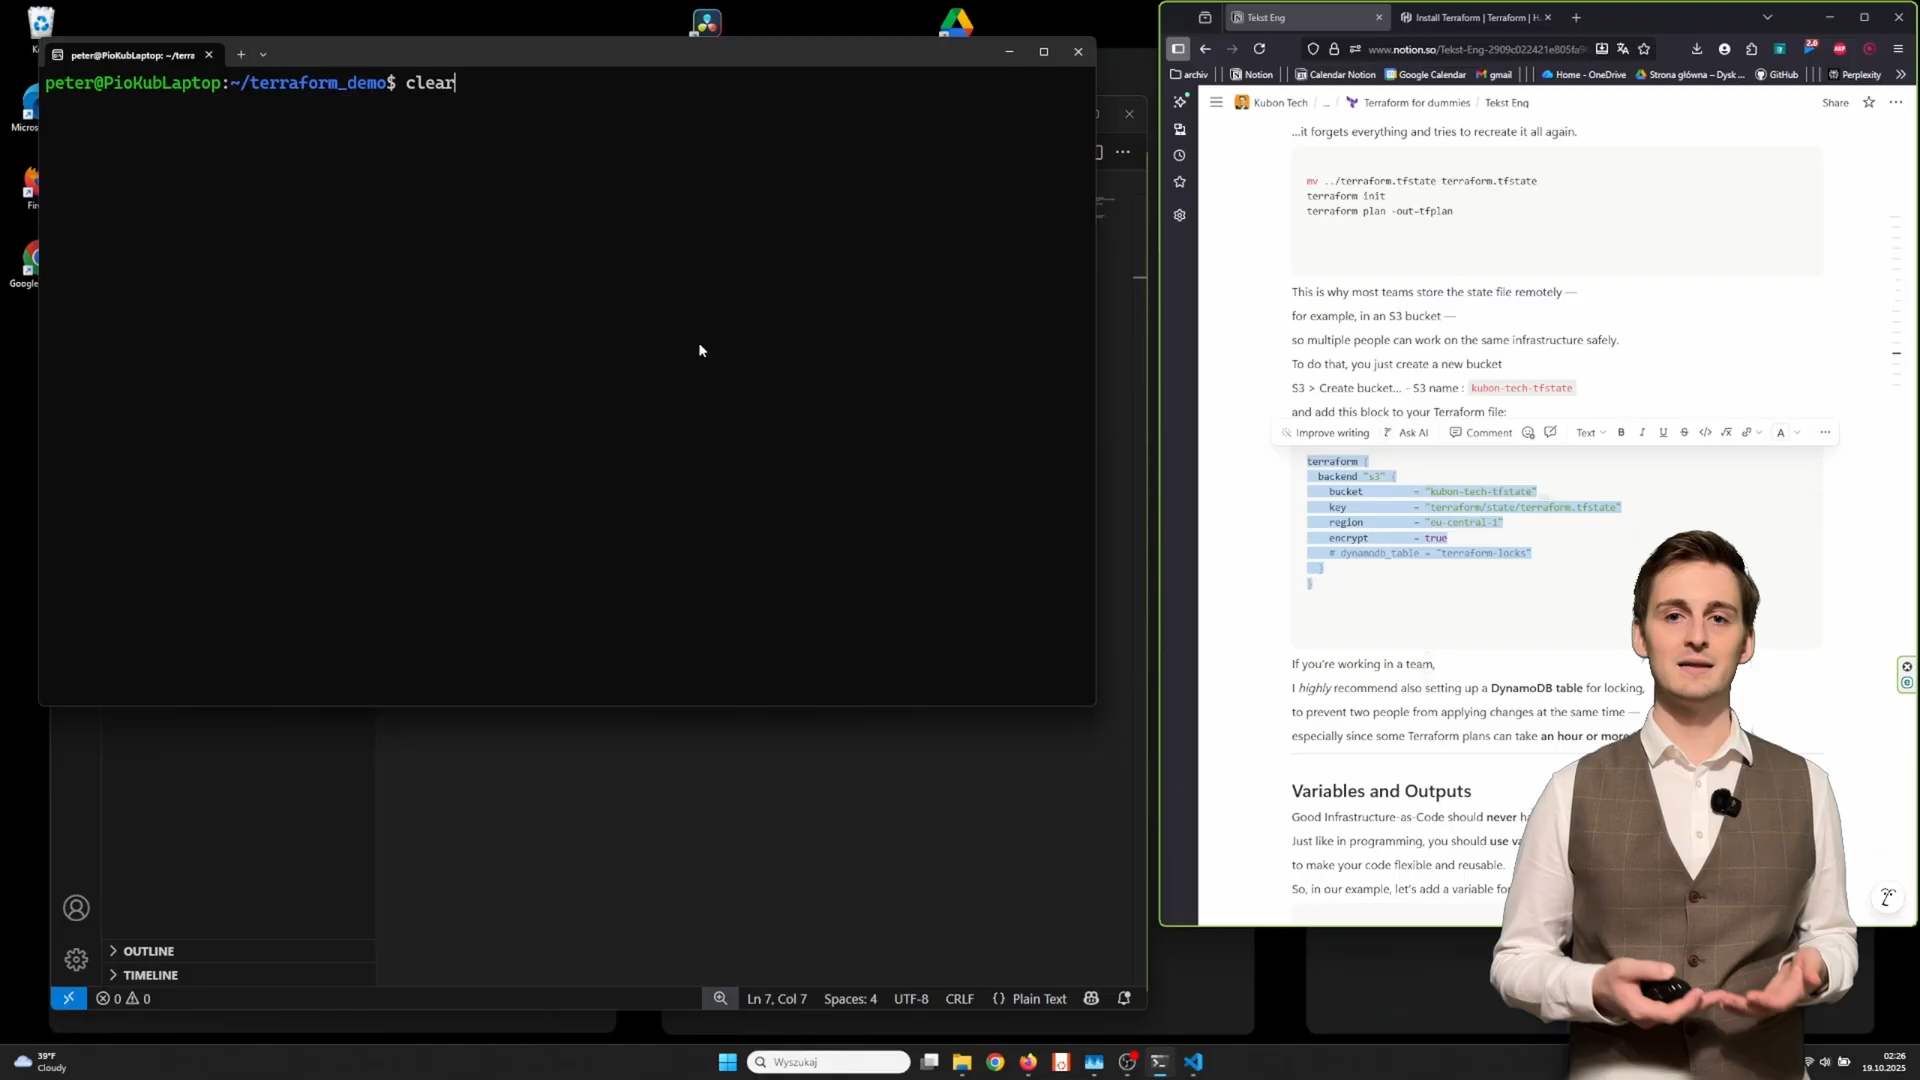 peter@PioKubLaptop: ~/terra
peter@PioKubLaptop:~/terraform_demo$ clear
Google
OUTLINE
TIMELINE
0 0
Ln 7, Col 7
Spaces: 4
UTF-8
CRLF
Plain Text
Tekst Eng
Install Terraform | Terraform | H
www.notion.so/Tekst-Eng-2909c022421e805fa9
2.0
archiv
Notion
Calendar Notion
Google Calendar
gmail
Home - OneDrive
Strona główna – Dysk ...
GitHub
Perplexity
Kubon Tech / ... / Terraform for dummies / Tekst Eng
Share
...it forgets everything and tries to recreate it all again.
mv ../terraform.tfstate terraform.tfstate
terraform init
terraform plan -out=tfplan
This is why most teams store the state file remotely —
for example, in an S3 bucket —
so multiple people can work on the same infrastructure safely.
To do that, you just create a new bucket
S3 > Create bucket... - S3 name : kubon-tech-tfstate
and add this block to your Terraform file:
Improve writing
Ask AI
Comment
Text
B
I
U
S
</>
√x
A
terraform {
backend "s3" {
bucket = "kubon-tech-tfstate"
key = "terraform/state/terraform.tfstate"
region = "eu-central-1"
encrypt = true
# dynamodb_table = "terraform-locks"
}
}
If you're working in a team,
I highly recommend also setting up a DynamoDB table for locking,
to prevent two people from applying changes at the same time —
especially since some Terraform plans can take an hour or more
Variables and Outputs
Good Infrastructure-as-Code should never
Just like in programming, you should use
to make your code flexible and reusable.
So, in our example, let's add a variable
39°F
Cloudy
Wyszukaj
02:26
19.10.2025